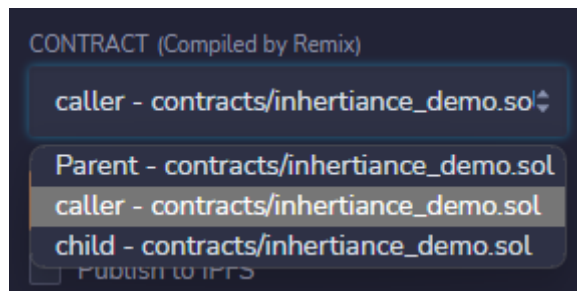 CONTRACT (Compiled by Remix)
caller - contracts/inhertiance_demo.sol
Parent - contracts/inhertiance_demo.sol
caller - contracts/inhertiance_demo.sol
child - contracts/inhertiance_demo.sol
Publish to IPFS